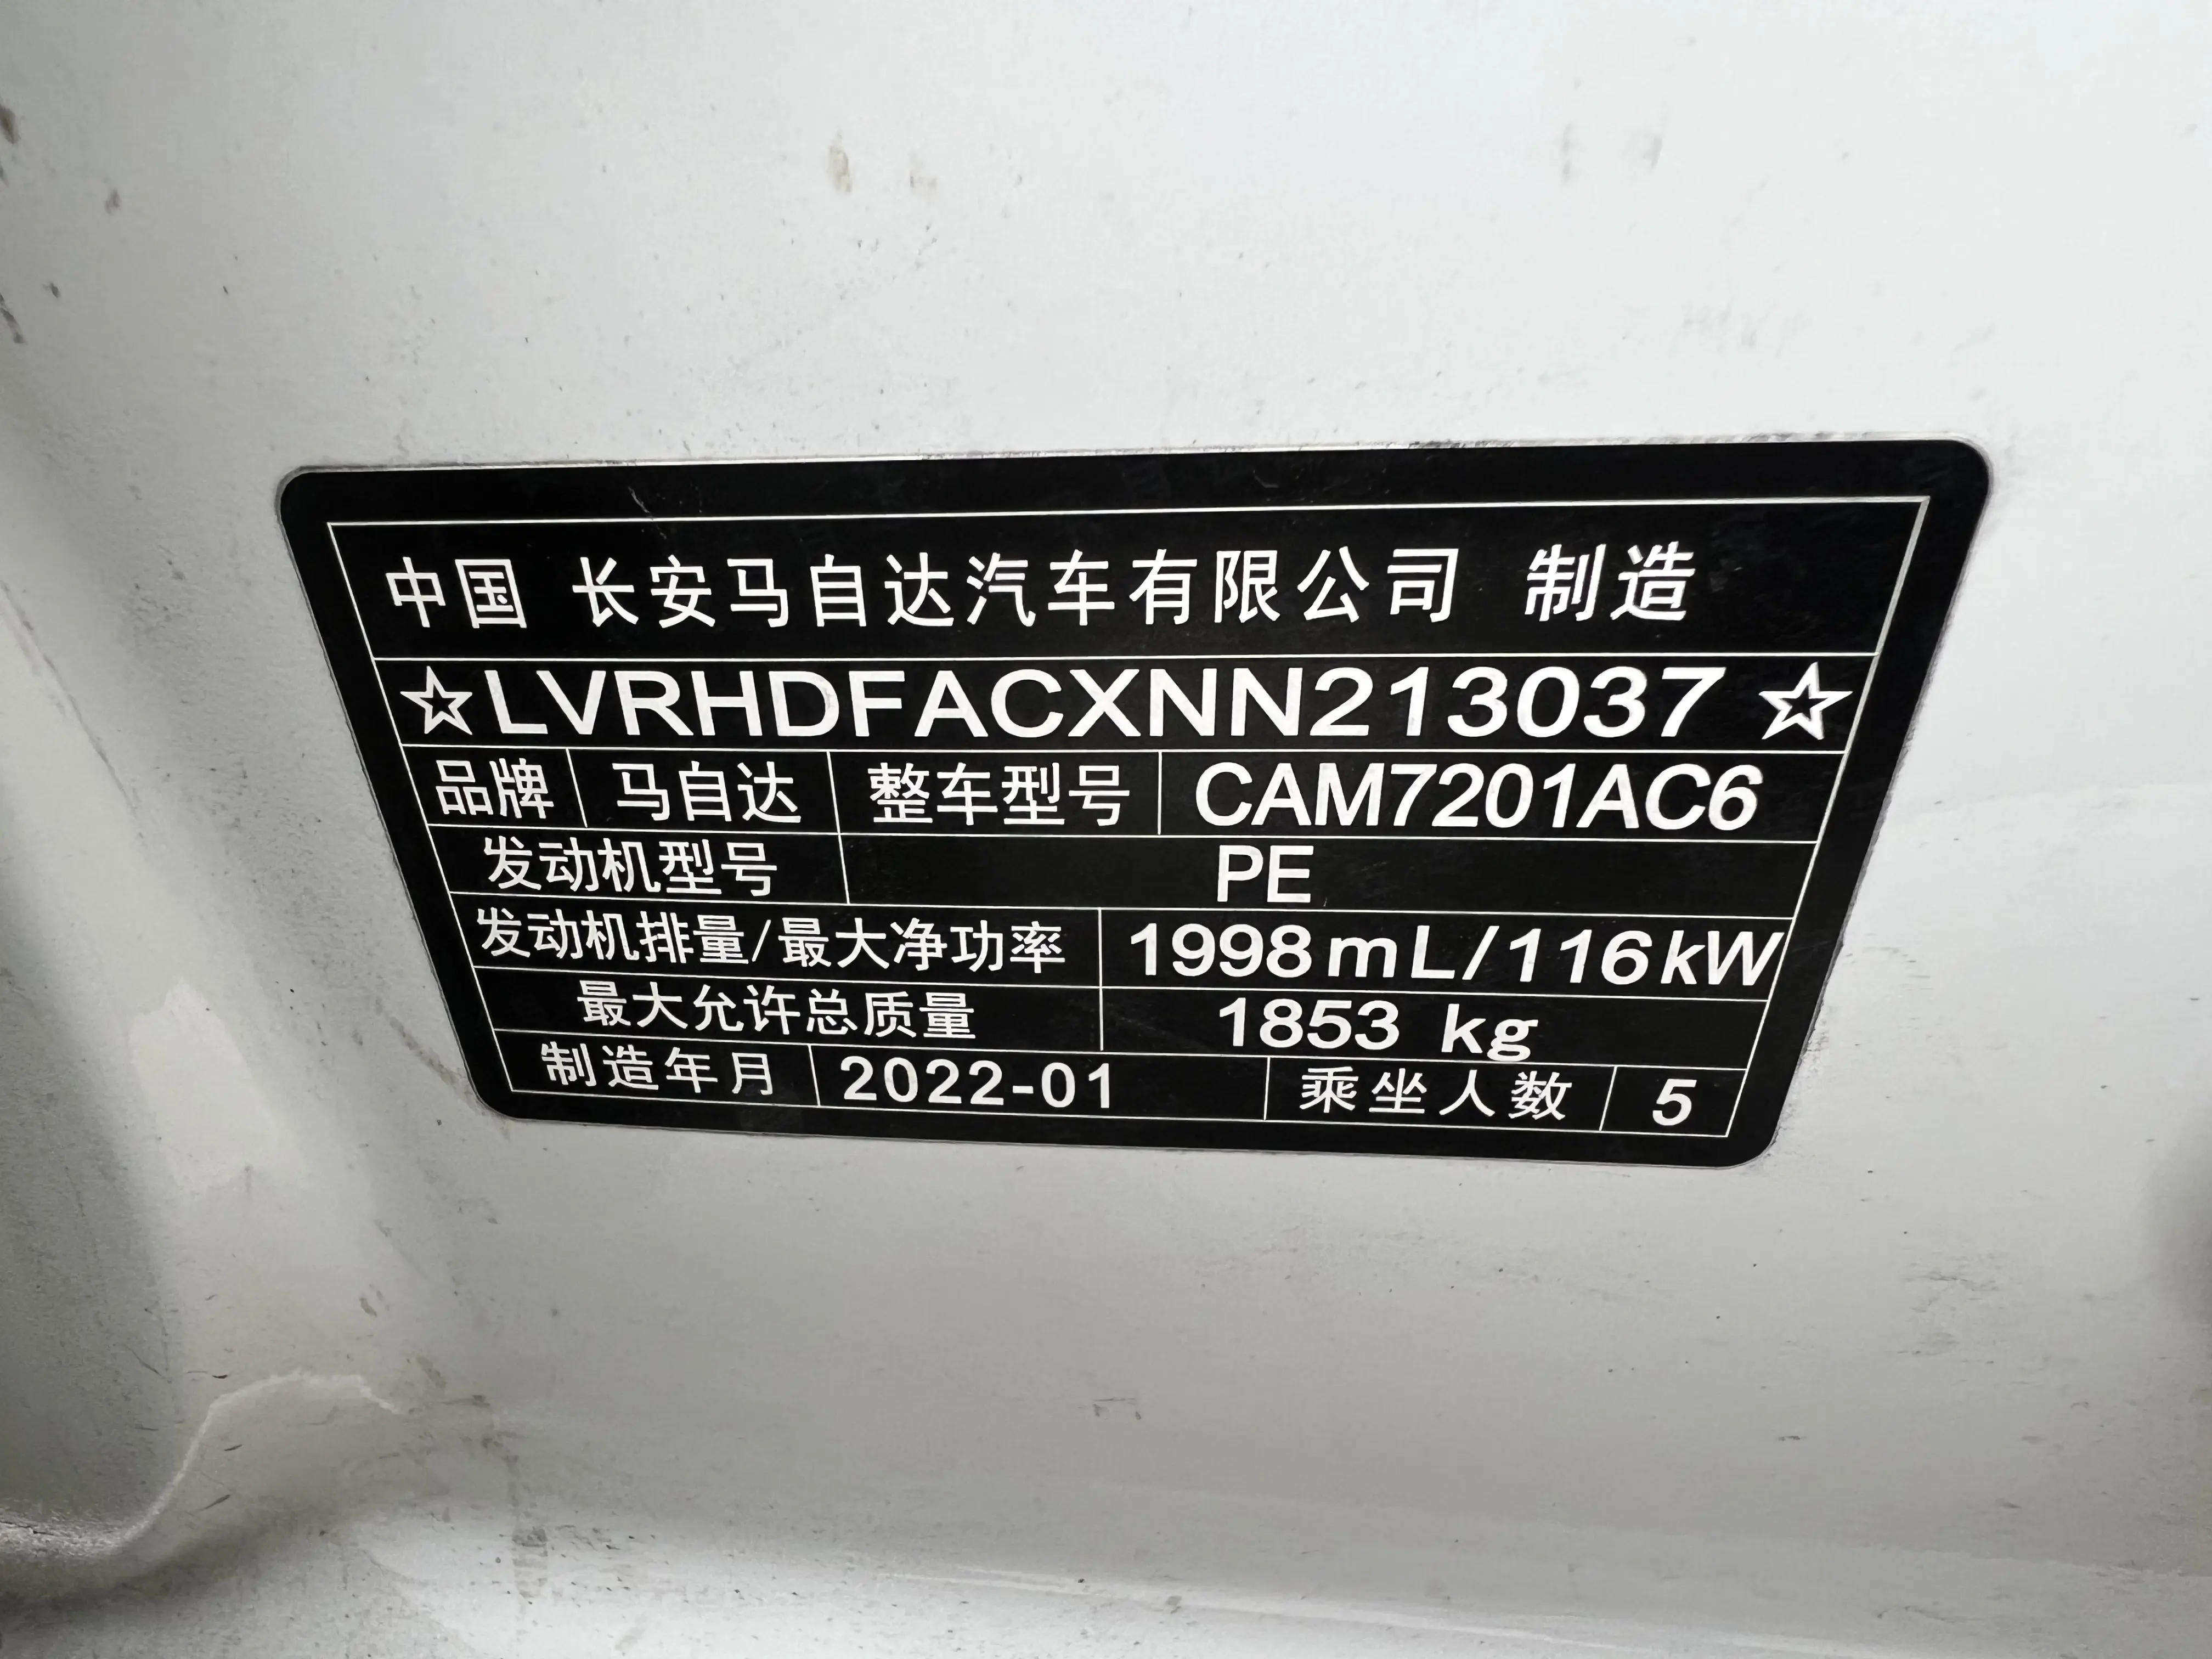 中国 长安马自达汽车有限公司 制造
☆LVRHDFACXNN213037☆
品牌 马自达 整车型号 CAM7201AC6
发动机型号 PE
发动机排量/最大净功率 1998mL/116kW
最大允许总质量 1853 kg
制造年月 2022-01 乘坐人数 5